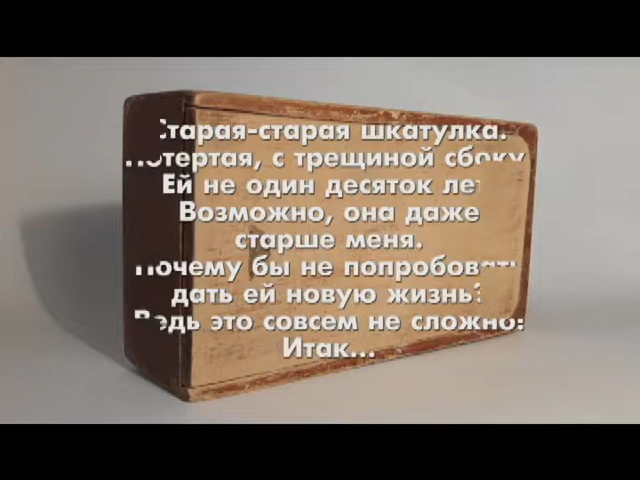 Старая-старая шкатулка.
Потертая, с трещиной сбоку.
Ей не один десяток лет.
Возможно, она даже
старше меня.
Почему бы не попробовать
дать ей новую жизнь?
Ведь это совсем не сложно!
Итак...